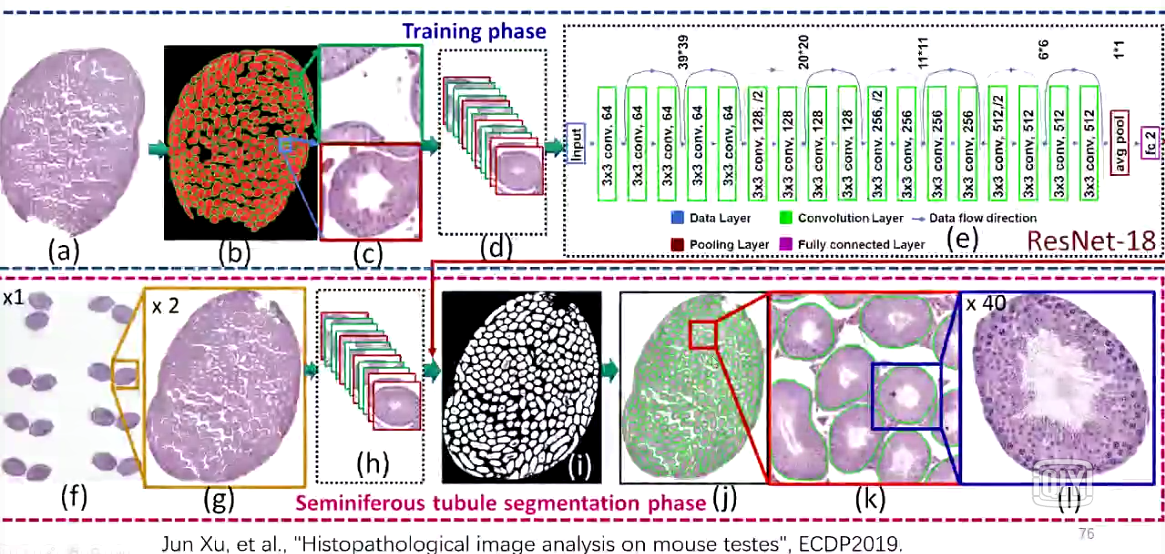 Training phase
(a)
(b)
(c)
(d)
39*39
20*20
11*11
6*6
1*1
Input
3x3 conv, 64
3x3 conv, 64
3x3 conv, 64
3x3 conv, 64
3x3 conv, 64
3x3 conv, 128, /2
3x3 conv, 128
3x3 conv, 128
3x3 conv, 128
3x3 conv, 256, /2
3x3 conv, 256
3x3 conv, 256
3x3 conv, 256
3x3 conv, 512,/2
3x3 conv, 512
3x3 conv, 512
3x3 conv, 512
avg pool
fc 2
Data Layer
Convolution Layer
Data flow direction
Pooling Layer
Fully connected Layer
(e)
ResNet-18
x1
x 2
x 40
(f)
(g)
(h)
(i)
(j)
(k)
(l)
Seminiferous tubule segmentation phase
76
Jun Xu, et al., "Histopathological image analysis on mouse testes", ECDP2019.